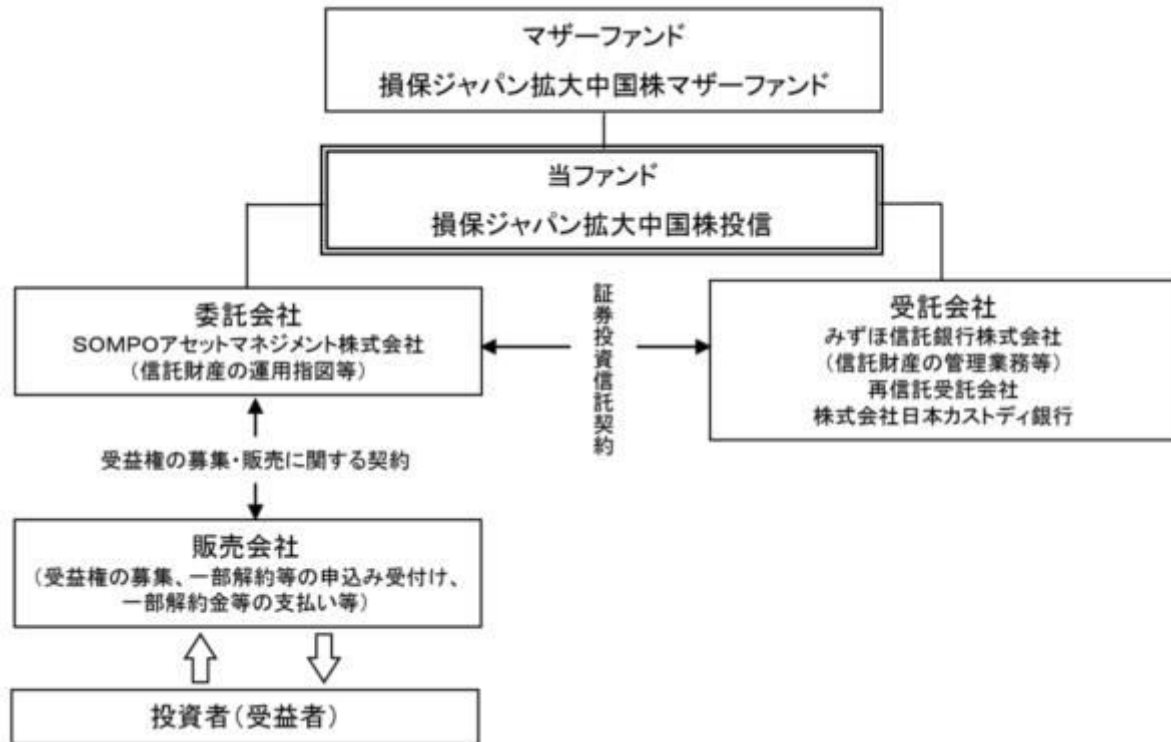 マザーファンド
損保ジャパン拡大中国株マザーファンド
当ファンド
損保ジャパン拡大中国株投信
委託会社
SOMPOアセットマネジメント株式会社
（信託財産の運用指図等）
証券投資信託契約
受託会社
みずほ信託銀行株式会社
（信託財産の管理業務等）
再信託受託会社
株式会社日本カストディ銀行
受益権の募集・販売に関する契約
販売会社
（受益権の募集、一部解約等の申込み受付け、
一部解約金等の支払い等）
投資者（受益者）